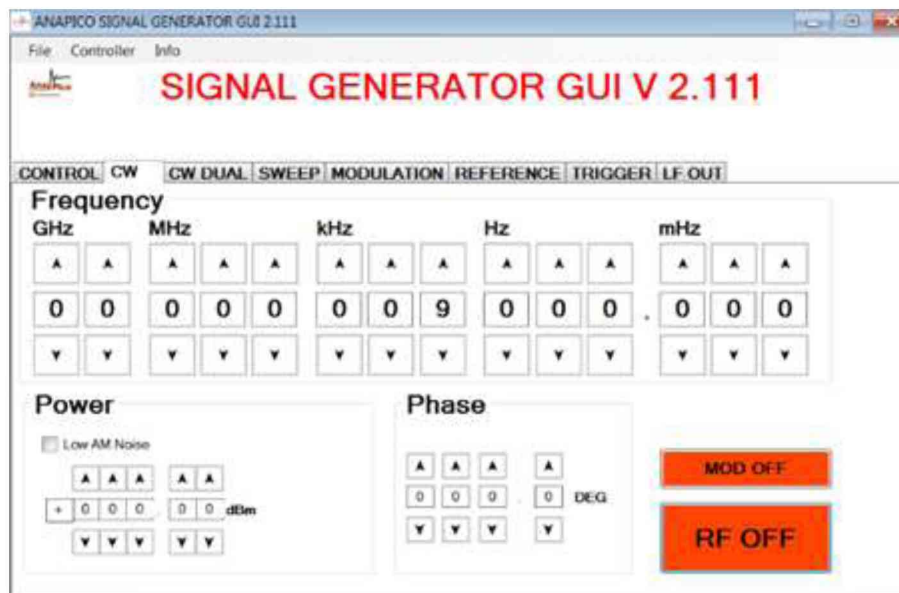 ANAPICO SIGNAL GENERATOR GUI 2.111
File Controller Info
SIGNAL GENERATOR GUI V 2.111
CONTROL CW CW DUAL SWEEP MODULATION REFERENCE TRIGGER LF OUT
Frequency
GHz MHz kHz Hz mHz
0 0 0 0 0 0 0 9 0 0 0 . 0 0 0
Power
Low AM Noise
+ 0 0 0 . 0 0 dBm
Phase
0 0 0 . 0 DEG
MOD OFF
RF OFF